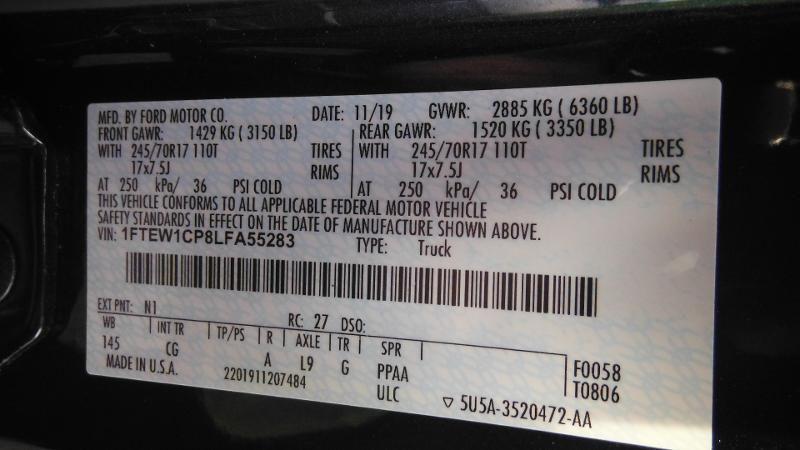 MFD. BY FORD MOTOR CO. DATE: 11/19 GVWR: 2885 KG ( 6360 LB)
FRONT GAWR: 1429 KG ( 3150 LB) REAR GAWR: 1520 KG ( 3350 LB)
WITH 245/70R17 110T TIRES WITH 245/70R17 110T TIRES
17x7.5J RIMS 17x7.5J RIMS
AT 250 kPa/ 36 PSI COLD AT 250 kPa/ 36 PSI COLD
THIS VEHICLE CONFORMS TO ALL APPLICABLE FEDERAL MOTOR VEHICLE
SAFETY STANDARDS IN EFFECT ON THE DATE OF MANUFACTURE SHOWN ABOVE.
VIN: 1FTEW1CP8LFA55283 TYPE: Truck
EXT PNT: N1 RC: 27 DSO:
WB INT TR TP/PS R AXLE TR SPR
145 CG A L9 G PPAA F0058
MADE IN U.S.A. 2201911207484 ULC T0806
▽ 5U5A-3520472-AA